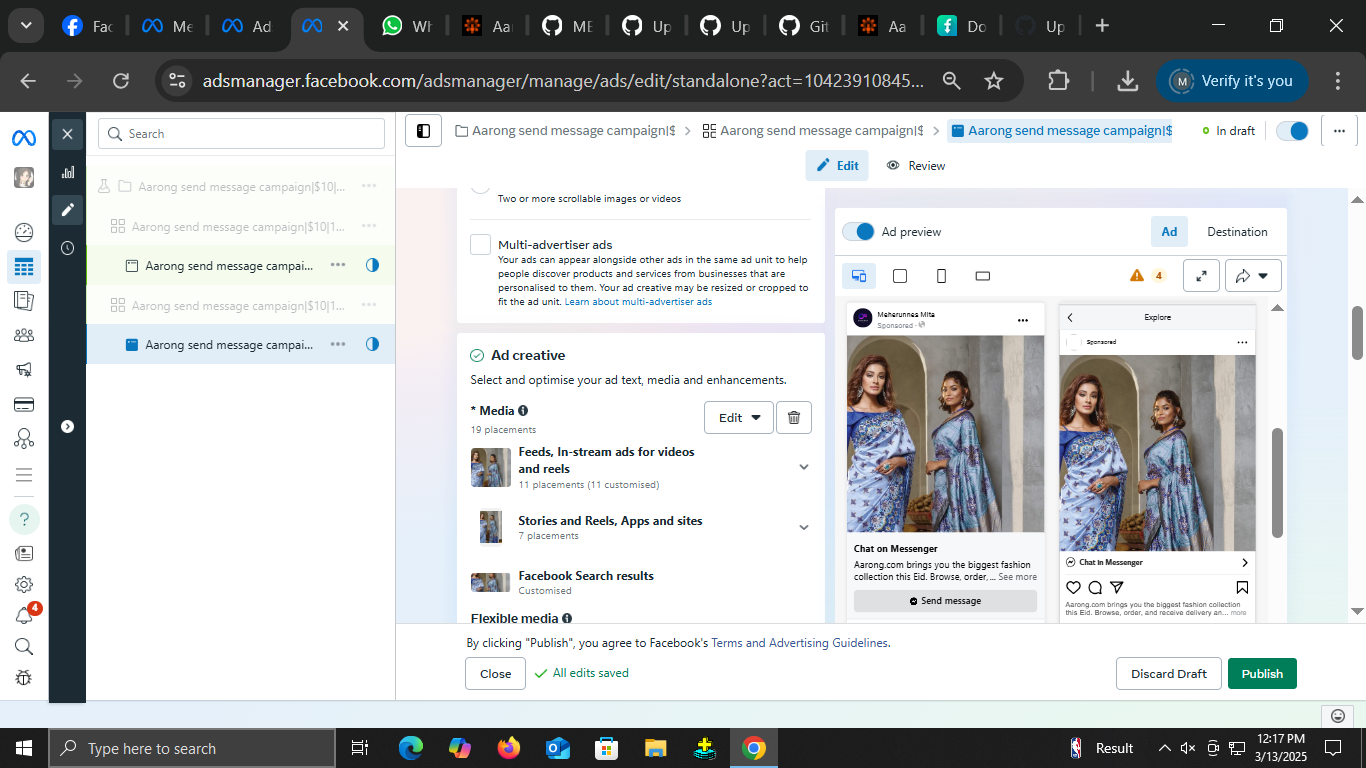 Fac
Me
Ad
Wh
Aa
ME
Up
Up
Git
Aa
Do
Up
adsmanager.facebook.com/adsmanager/manage/ads/edit/standalone?act=10423910845...
M
Verify it's you
Search
Aarong send message campaign|$
Aarong send message campaign|$
Aarong send message campaign|$
In draft
Edit
Review
Aarong send message campaign|$10|...
Aarong send message campaign|$10|1...
Aarong send message campai...
Aarong send message campaign|$10|1...
Aarong send message campai...
Two or more scrollable images or videos
Multi-advertiser ads
Your ads can appear alongside other ads in the same ad unit to help
people discover products and services from businesses that are
personalised to them. Your ad creative may be resized or cropped to
fit the ad unit. Learn about multi-advertiser ads
Ad creative
Select and optimise your ad text, media and enhancements.
* Media
19 placements
Edit
Feeds, In-stream ads for videos
and reels
11 placements (11 customised)
Stories and Reels, Apps and sites
7 placements
Facebook Search results
Customised
Flexible media
Ad preview
Ad
Destination
4
Meherunnes Mita
Sponsored
Chat on Messenger
Aarong.com brings you the biggest fashion
collection this Eid. Browse, order,... See more
Send message
Explore
Sponsored
Chat in Messenger
Aarong.com brings you the biggest fashion collection
this Eid. Browse, order, and receive delivery an... more
By clicking "Publish", you agree to Facebook's Terms and Advertising Guidelines.
Close
All edits saved
Discard Draft
Publish
4
Type here to search
Result
12:17 PM
3/13/2025